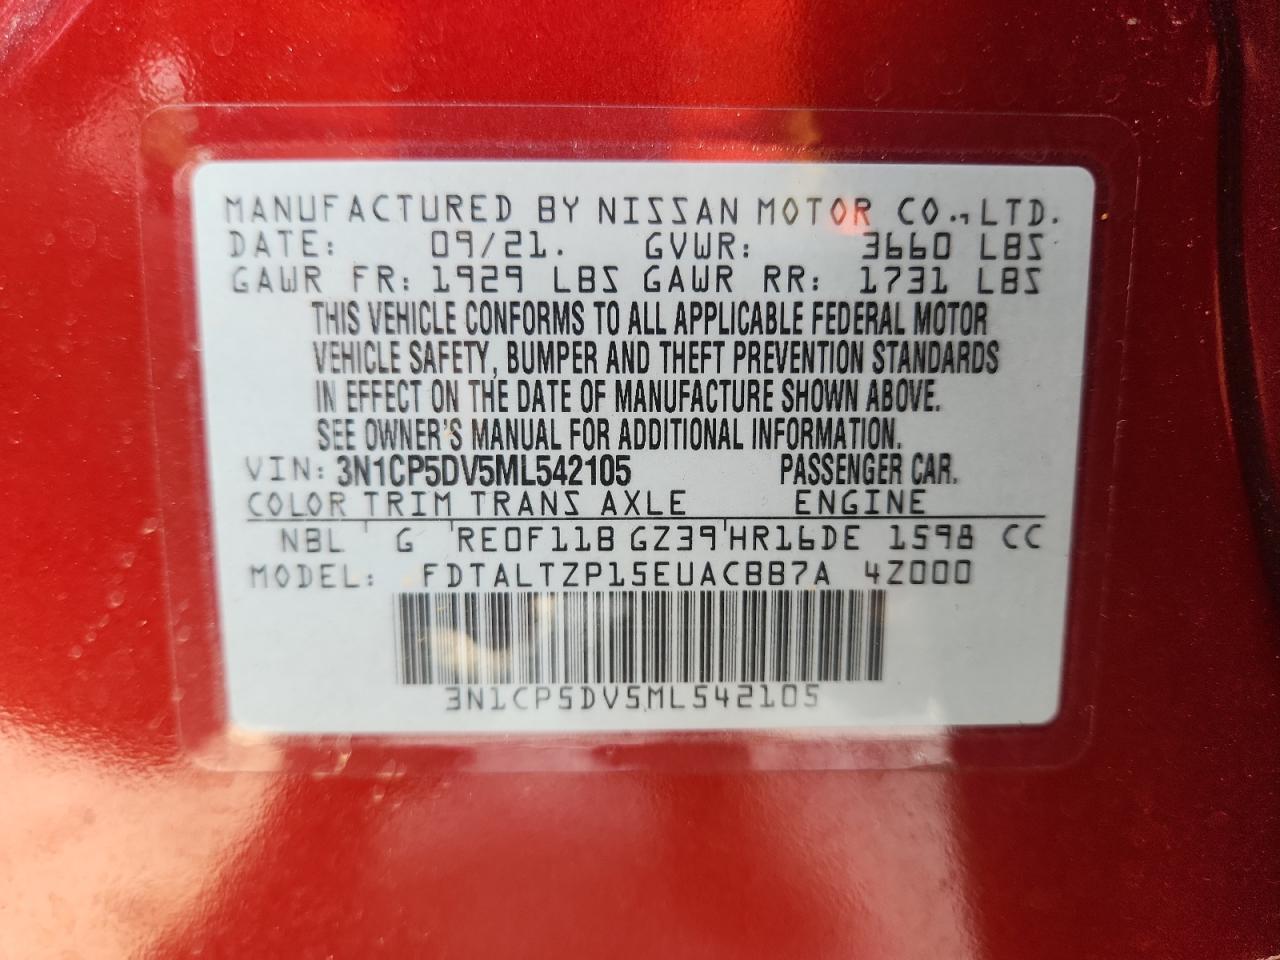 MANUFACTURED BY NISSAN MOTOR CO., LTD.
DATE: 09/21. GVWR: 3660 LBS
GAWR FR: 1929 LBS GAWR RR: 1731 LBS
THIS VEHICLE CONFORMS TO ALL APPLICABLE FEDERAL MOTOR
VEHICLE SAFETY, BUMPER AND THEFT PREVENTION STANDARDS
IN EFFECT ON THE DATE OF MANUFACTURE SHOWN ABOVE.
SEE OWNER'S MANUAL FOR ADDITIONAL INFORMATION.
VIN: 3N1CP5DV5ML542105 PASSENGER CAR.
COLOR TRIM TRANS AXLE ENGINE
NBL ' G 'RE0F11B GZ39'HR16DE 1598 CC
MODEL: FDTALTZP15EUACBB7A 4Z000
3N1CP5DV5ML542105